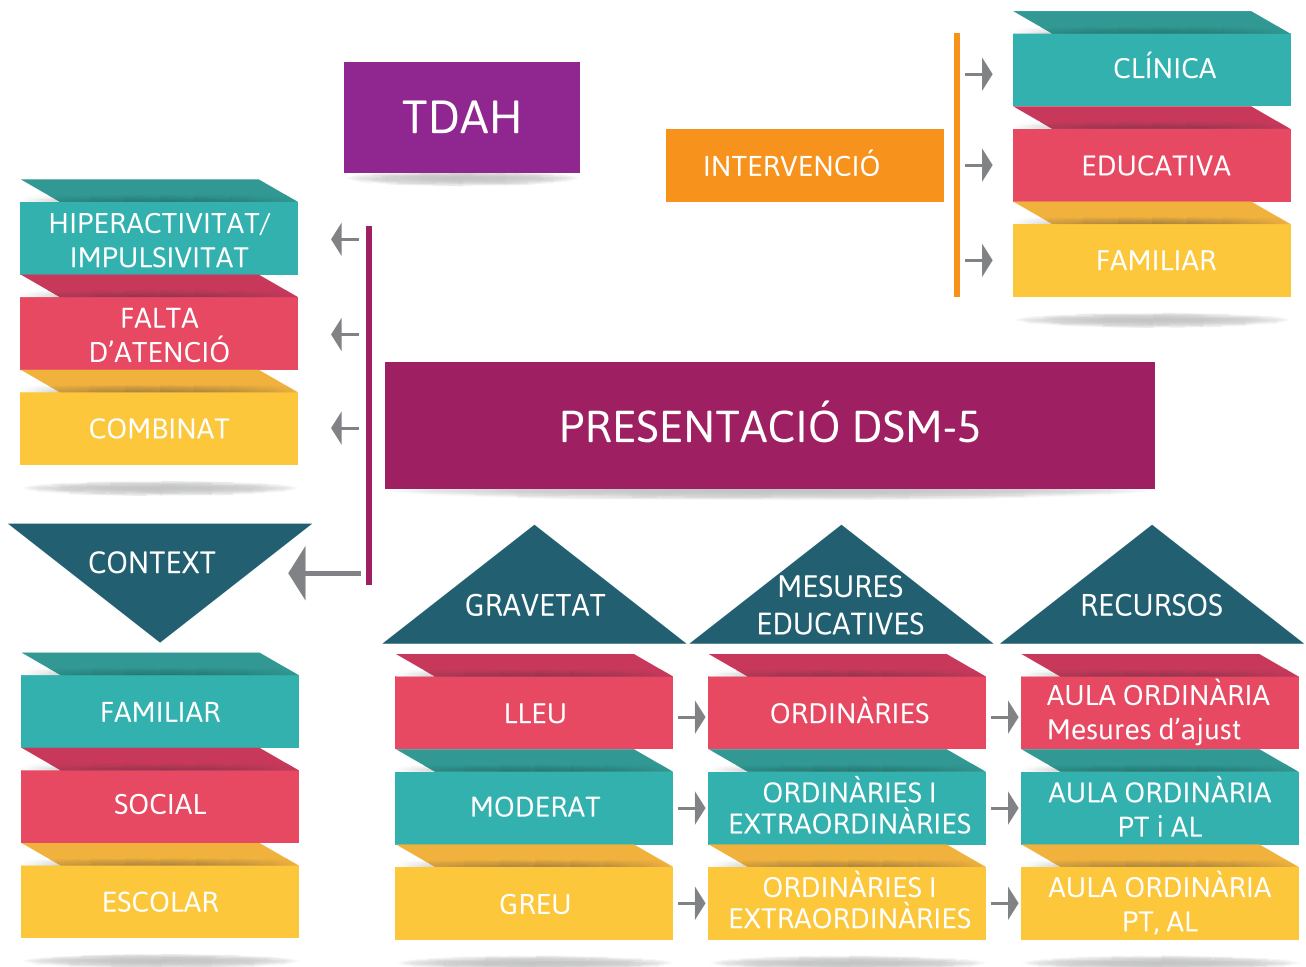 TDAH
INTERVENCIÓ
CLÍNICA
EDUCATIVA
FAMILIAR
HIPERACTIVITAT/
IMPULSIVITAT
FALTA
D’ATENCIÓ
COMBINAT
PRESENTACIÓ DSM-5
CONTEXT
FAMILIAR
SOCIAL
ESCOLAR
GRAVETAT
MESURES
EDUCATIVES
RECURSOS
LLEU
ORDINÀRIES
AULA ORDINÀRIA
Mesures d’ajust
MODERAT
ORDINÀRIES I
EXTRAORDINÀRIES
AULA ORDINÀRIA
PT i AL
GREU
ORDINÀRIES I
EXTRAORDINÀRIES
AULA ORDINÀRIA
PT, AL